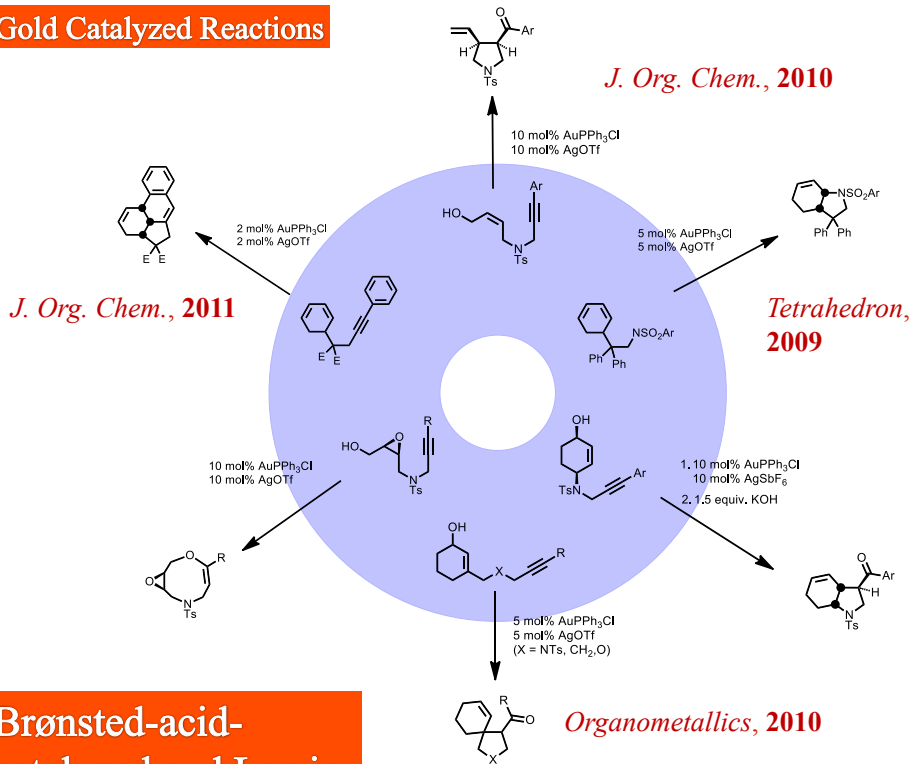 Gold Catalyzed Reactions
O
Ar
H
H
N
Ts
J. Org. Chem., 2010
10 mol% AuPPh3Cl
10 mol% AgOTf
Ar
HO
N
Ts
2 mol% AuPPh3Cl
2 mol% AgOTf
E
E
J. Org. Chem., 2011
E
E
5 mol% AuPPh3Cl
5 mol% AgOTf
NSO2Ar
Ph
Ph
NSO2Ar
Ph
Ph
Tetrahedron,
2009
R
O
HO
N
Ts
10 mol% AuPPh3Cl
10 mol% AgOTf
O
R
O
N
Ts
OH
TsN
Ar
1. 10 mol% AuPPh3Cl
10 mol% AgSbF6
2. 1.5 equiv. KOH
O
Ar
H
N
Ts
OH
R
X
5 mol% AuPPh3Cl
5 mol% AgOTf
(X = NTs, CH2,O)
R
O
X
Organometallics, 2010
Brønsted-acid-